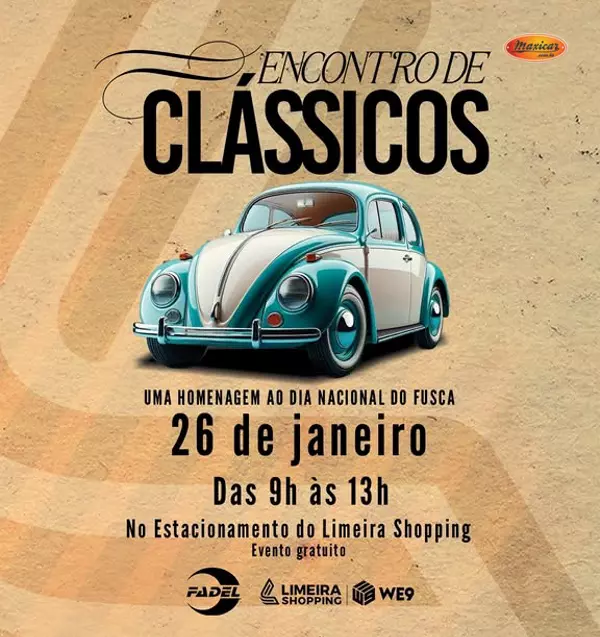 Maxicar
ENCONTRO DE
CLÁSSICOS
UMA HOMENAGEM AO DIA NACIONAL DO FUSCA
26 de janeiro
Das 9h às 13h
No Estacionamento do Limeira Shopping
Evento gratuito
FADEL
LIMEIRA
SHOPPING
WE9